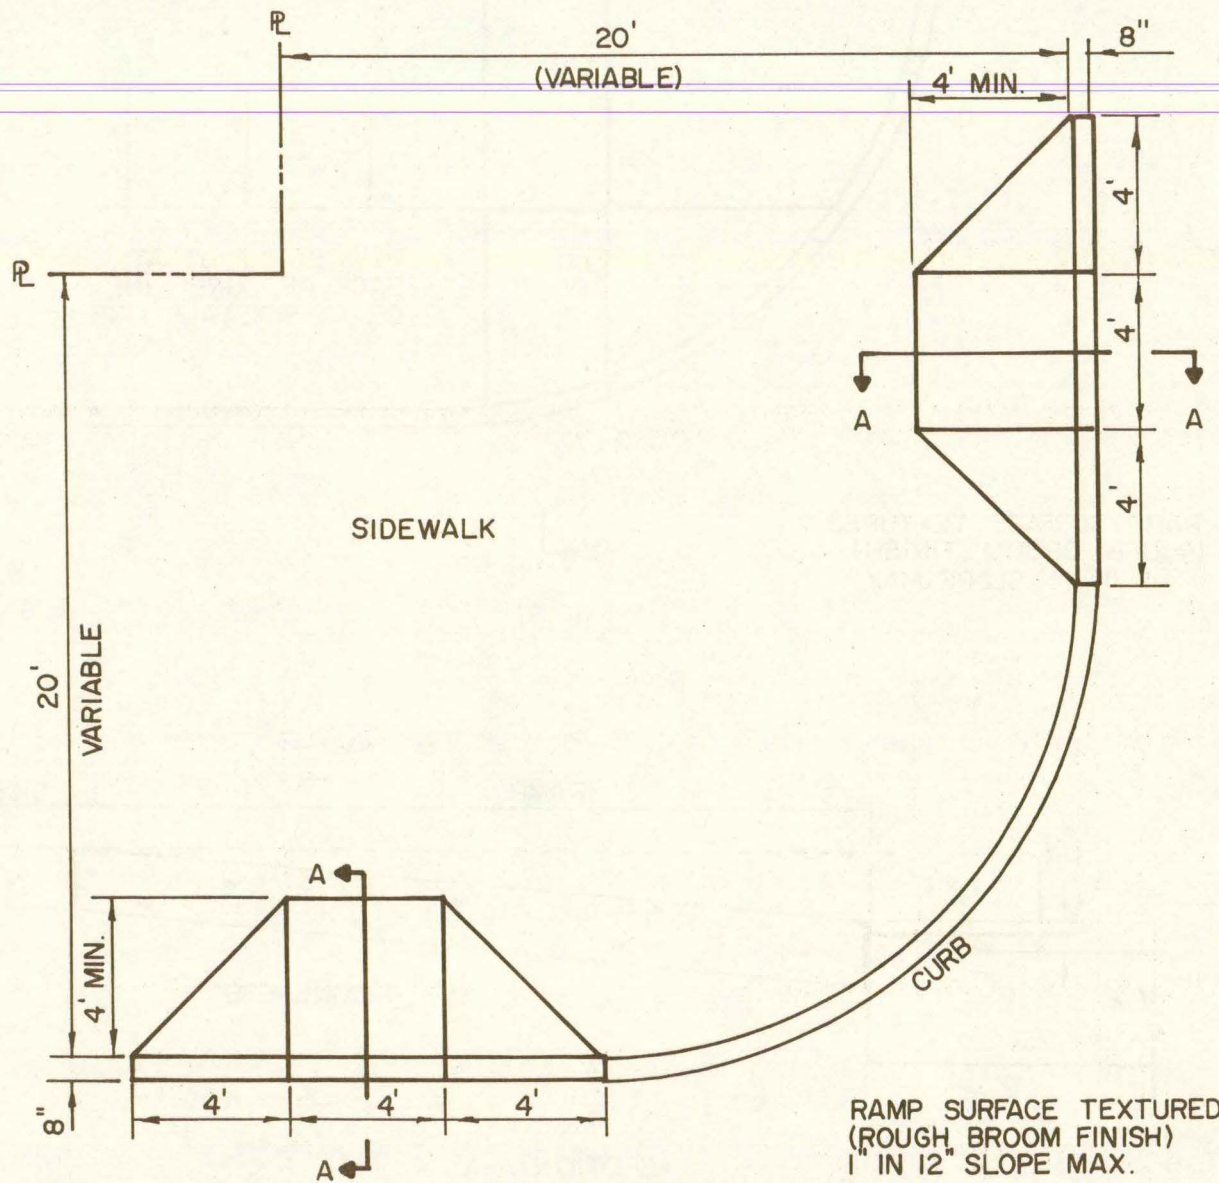 ℄
20'
8"
(VARIABLE)
4' MIN.
4'
℄
4'
A
A
4'
SIDEWALK
20'
VARIABLE
A
4' MIN.
CURB
8"
4'
4'
4'
A
RAMP SURFACE TEXTURED
(ROUGH BROOM FINISH)
1" IN 12" SLOPE MAX.